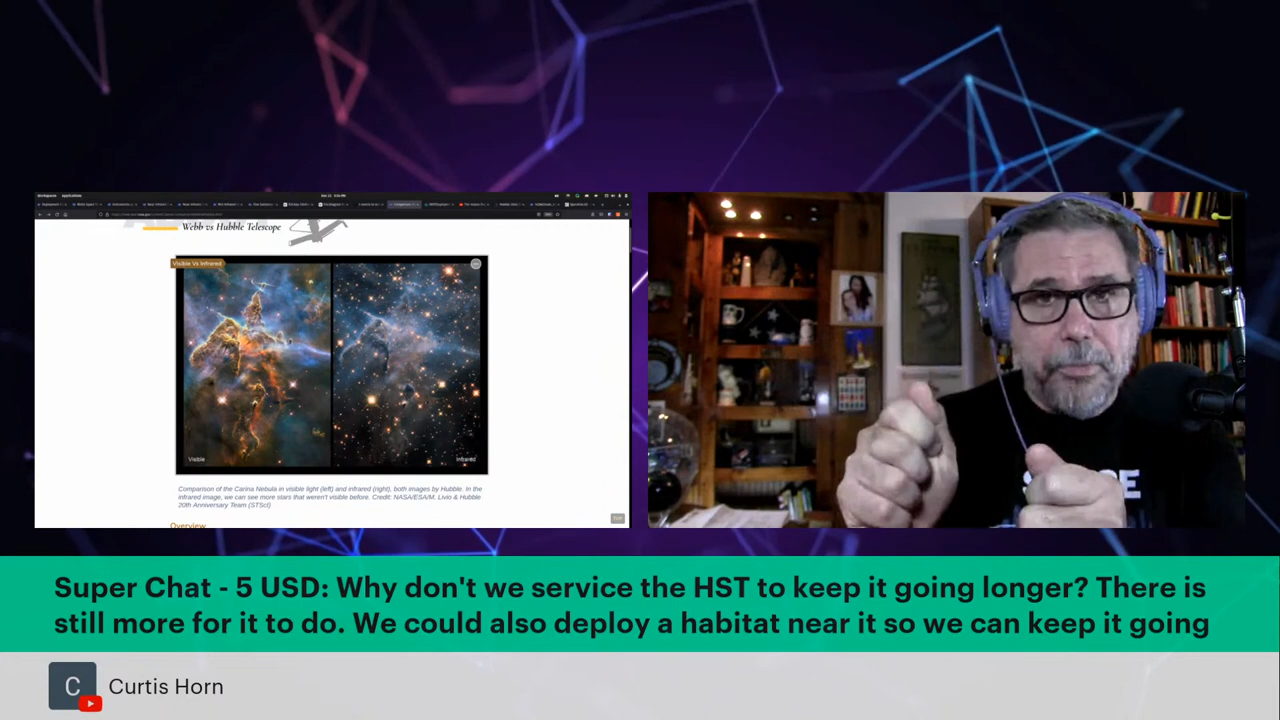 Webb vs Hubble Telescope
Visible Vs Infrared
Visible
Infrared
Comparison of the Carina Nebula in visible light (left) and infrared (right), both images by Hubble. In the
infrared image, we can see more stars that weren't visible before. Credit: NASA/ESA/M. Livio & Hubble
20th Anniversary Team (STScI)
Overview
Super Chat - 5 USD: Why don't we service the HST to keep it going longer? There is
still more for it to do. We could also deploy a habitat near it so we can keep it going
C
Curtis Horn